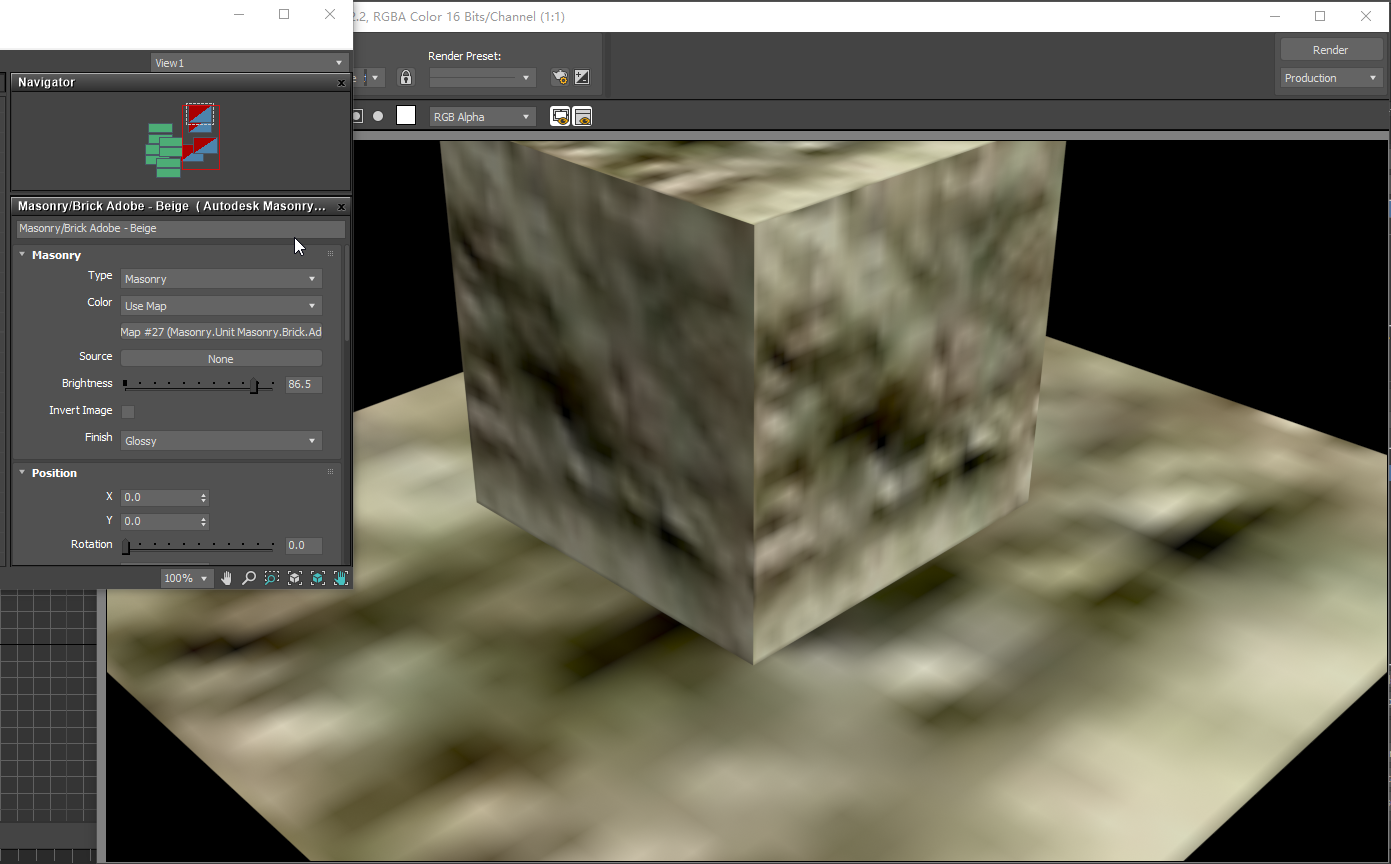 2.2, RGBA Color 16 Bits/Channel (1:1)
View1
Render Preset:
Render
Production
Navigator
RGB Alpha
Masonry/Brick Adobe - Beige ( Autodesk Masonry...
Masonry/Brick Adobe - Beige
Masonry
Type
Masonry
Color
Use Map
Map #27 (Masonry.Unit Masonry.Brick.Ad
Source
None
Brightness
86.5
Invert Image
Finish
Glossy
Position
X
0.0
Y
0.0
Rotation
0.0
100%